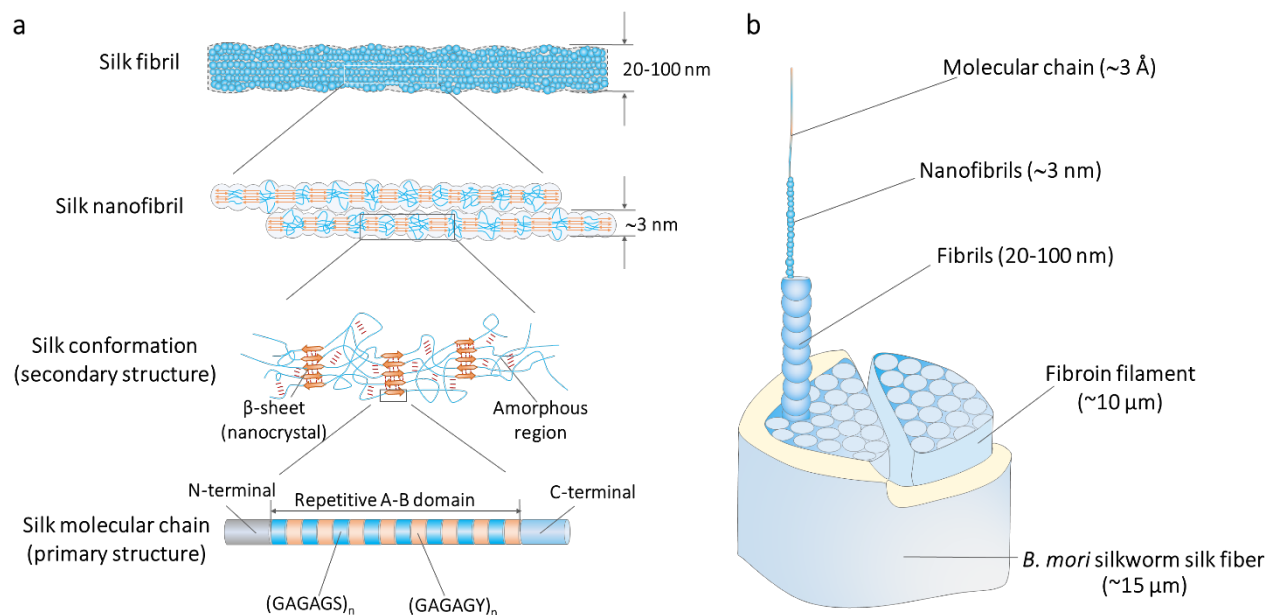 a
Silk fibril
20-100 nm
Silk nanofibril
~3 nm
Silk conformation
(secondary structure)
β-sheet
(nanocrystal)
Amorphous
region
N-terminal
Repetitive A-B domain
C-terminal
Silk molecular chain
(primary structure)
(GAGAGS)n
(GAGAGY)n
b
Molecular chain (~3 Å)
Nanofibrils (~3 nm)
Fibrils (20-100 nm)
Fibroin filament
(~10 µm)
B. mori silkworm silk fiber
(~15 µm)